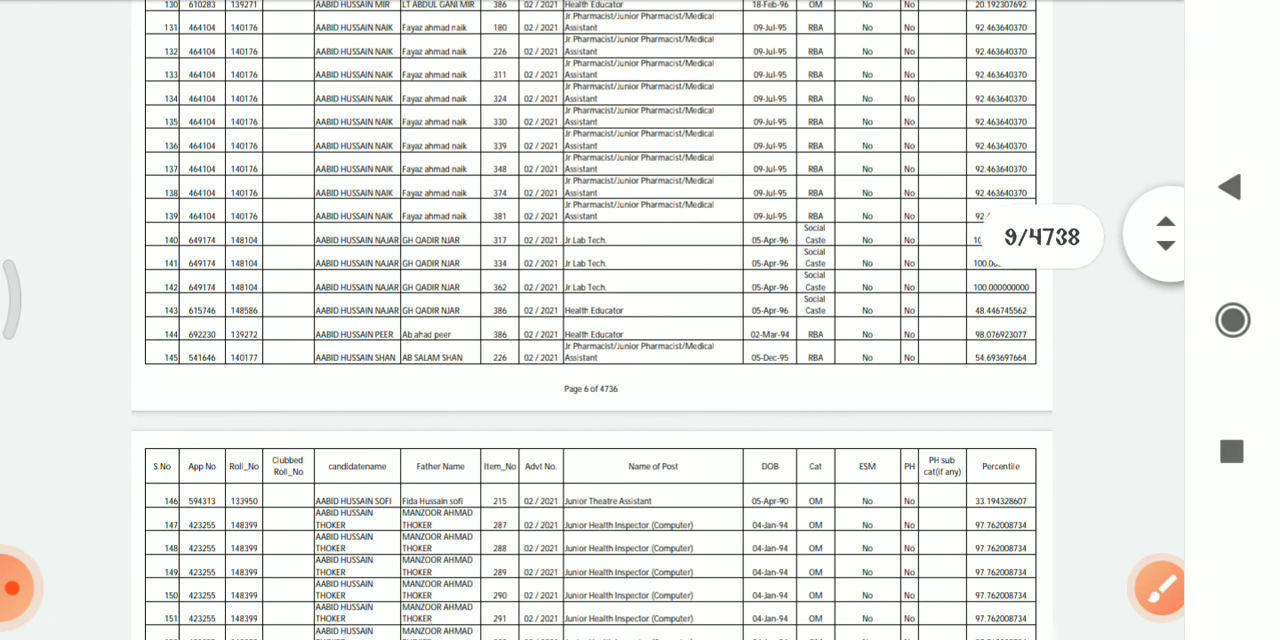 130 610283 139271 AABID HUSSAIN MIR LT ABDUL GANI MIR 386 02 / 2021 Health Educator 18-Feb-96 OM No No 20.192307692
131 464104 140176 AABID HUSSAIN NAIK Fayaz ahmad naik 180 02 / 2021 Jr Pharmacist/Junior Pharmacist/Medical Assistant 09-Jul-95 RBA No No 92.463640370
132 464104 140176 AABID HUSSAIN NAIK Fayaz ahmad naik 226 02 / 2021 Jr Pharmacist/Junior Pharmacist/Medical Assistant 09-Jul-95 RBA No No 92.463640370
133 464104 140176 AABID HUSSAIN NAIK Fayaz ahmad naik 311 02 / 2021 Jr Pharmacist/Junior Pharmacist/Medical Assistant 09-Jul-95 RBA No No 92.463640370
134 464104 140176 AABID HUSSAIN NAIK Fayaz ahmad naik 324 02 / 2021 Jr Pharmacist/Junior Pharmacist/Medical Assistant 09-Jul-95 RBA No No 92.463640370
135 464104 140176 AABID HUSSAIN NAIK Fayaz ahmad naik 330 02 / 2021 Jr Pharmacist/Junior Pharmacist/Medical Assistant 09-Jul-95 RBA No No 92.463640370
136 464104 140176 AABID HUSSAIN NAIK Fayaz ahmad naik 339 02 / 2021 Jr Pharmacist/Junior Pharmacist/Medical Assistant 09-Jul-95 RBA No No 92.463640370
137 464104 140176 AABID HUSSAIN NAIK Fayaz ahmad naik 348 02 / 2021 Jr Pharmacist/Junior Pharmacist/Medical Assistant 09-Jul-95 RBA No No 92.463640370
138 464104 140176 AABID HUSSAIN NAIK Fayaz ahmad naik 374 02 / 2021 Jr Pharmacist/Junior Pharmacist/Medical Assistant 09-Jul-95 RBA No No 92.463640370
139 464104 140176 AABID HUSSAIN NAIK Fayaz ahmad naik 381 02 / 2021 Jr Pharmacist/Junior Pharmacist/Medical Assistant 09-Jul-95 RBA No No
9/4738
140 649174 148104 AABID HUSSAIN NAJAR GH QADIR NJAR 317 02 / 2021 Jr Lab Tech. 05-Apr-96 Social Caste No No
141 649174 148104 AABID HUSSAIN NAJAR GH QADIR NJAR 334 02 / 2021 Jr Lab Tech. 05-Apr-96 Social Caste No No
142 649174 148104 AABID HUSSAIN NAJAR GH QADIR NJAR 362 02 / 2021 Jr Lab Tech. 05-Apr-96 Social Caste No No 100.000000000
143 615746 148586 AABID HUSSAIN NAJAR GH QADIR NJAR 386 02 / 2021 Health Educator 05-Apr-96 Social Caste No No 48.446745562
144 692230 139272 AABID HUSSAIN PEER Ab ahad peer 386 02 / 2021 Health Educator 02-Mar-94 RBA No No 98.076923077
145 541646 140177 AABID HUSSAIN SHAN AB SALAM SHAN 226 02 / 2021 Jr Pharmacist/Junior Pharmacist/Medical Assistant 05-Dec-95 RBA No No 54.693697664
Page 6 of 4736
S.No App No Roll_No Clubbed Roll_No candidatename Father Name Item_No Advt No. Name of Post DOB Cat ESM PH PH sub cat(if any) Percentile
146 594313 133950 AABID HUSSAIN SOFI Fida Hussain sofi 215 02 / 2021 Junior Theatre Assistant 05-Apr-90 OM No No 33.194328607
147 423255 148399 AABID HUSSAIN THOKER MANZOOR AHMAD THOKER 287 02 / 2021 Junior Health Inspector (Computer) 04-Jan-94 OM No No 97.762008734
148 423255 148399 AABID HUSSAIN THOKER MANZOOR AHMAD THOKER 288 02 / 2021 Junior Health Inspector (Computer) 04-Jan-94 OM No No 97.762008734
149 423255 148399 AABID HUSSAIN THOKER MANZOOR AHMAD THOKER 289 02 / 2021 Junior Health Inspector (Computer) 04-Jan-94 OM No No 97.762008734
150 423255 148399 AABID HUSSAIN THOKER MANZOOR AHMAD THOKER 290 02 / 2021 Junior Health Inspector (Computer) 04-Jan-94 OM No No 97.762008734
151 423255 148399 AABID HUSSAIN THOKER MANZOOR AHMAD THOKER 291 02 / 2021 Junior Health Inspector (Computer) 04-Jan-94 OM No No 97.762008734
AABID HUSSAIN MANZOOR AHMAD